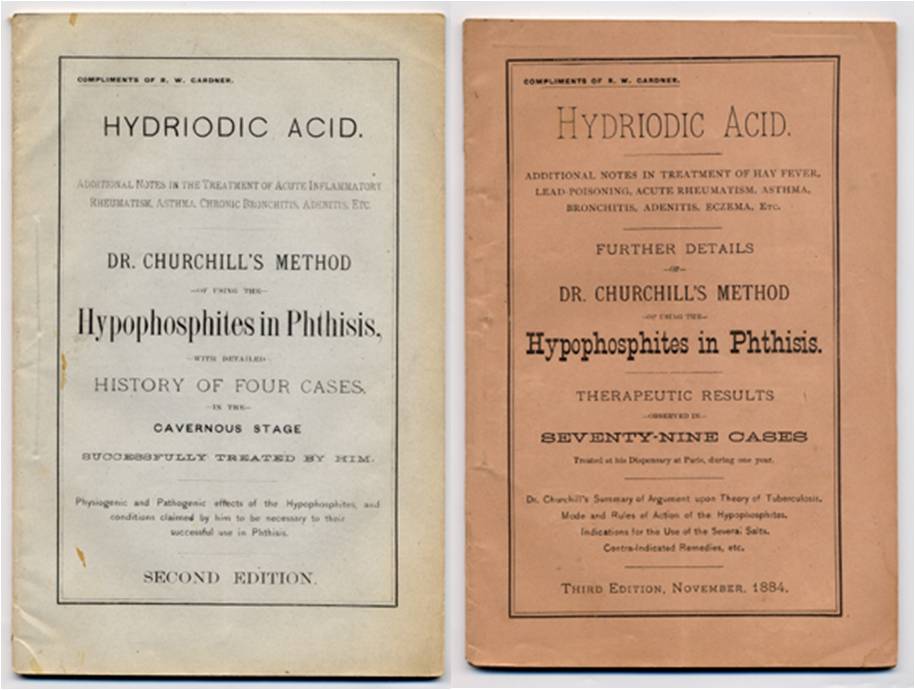 COMPLIMENTS OF R. W. GARDNER.
HYDRIODIC ACID.
ADDITIONAL NOTES IN THE TREATMENT OF ACUTE INFLAMMATORY
RHEUMATISM, ASTHMA, CHRONIC BRONCHITIS, ADENITIS, ETC.
DR. CHURCHILL'S METHOD
—OF USING THE—
Hypophosphites in Phthisis,
—WITH DETAILED—
HISTORY OF FOUR CASES,
—IN THE—
CAVERNOUS STAGE
SUCCESSFULLY TREATED BY HIM.
Physiogenic and Pathogenic effects of the Hypophosphites, and
conditions claimed by him to be necessary to their
successful use in Phthisis.
SECOND EDITION.
COMPLIMENTS OF R. W. GARDNER.
HYDRIODIC ACID.
ADDITIONAL NOTES IN TREATMENT OF HAY FEVER,
LEAD-POISONING, ACUTE RHEUMATISM, ASTHMA,
BRONCHITIS, ADENITIS, ECZEMA, ETC.
FURTHER DETAILS
—OF—
DR. CHURCHILL'S METHOD
—OF USING THE—
Hypophosphites in Phthisis.
THERAPEUTIC RESULTS
—OBSERVED IN—
SEVENTY-NINE CASES
Treated at his Dispensary at Paris, during one year.
Dr. Churchill's Summary of Argument upon Theory of Tuberculosis.
Mode and Rules of Action of the Hypophosphites.
Indications for the Use of the Several Salts.
Contra-Indicated Remedies, etc.
THIRD EDITION, NOVEMBER, 1884.